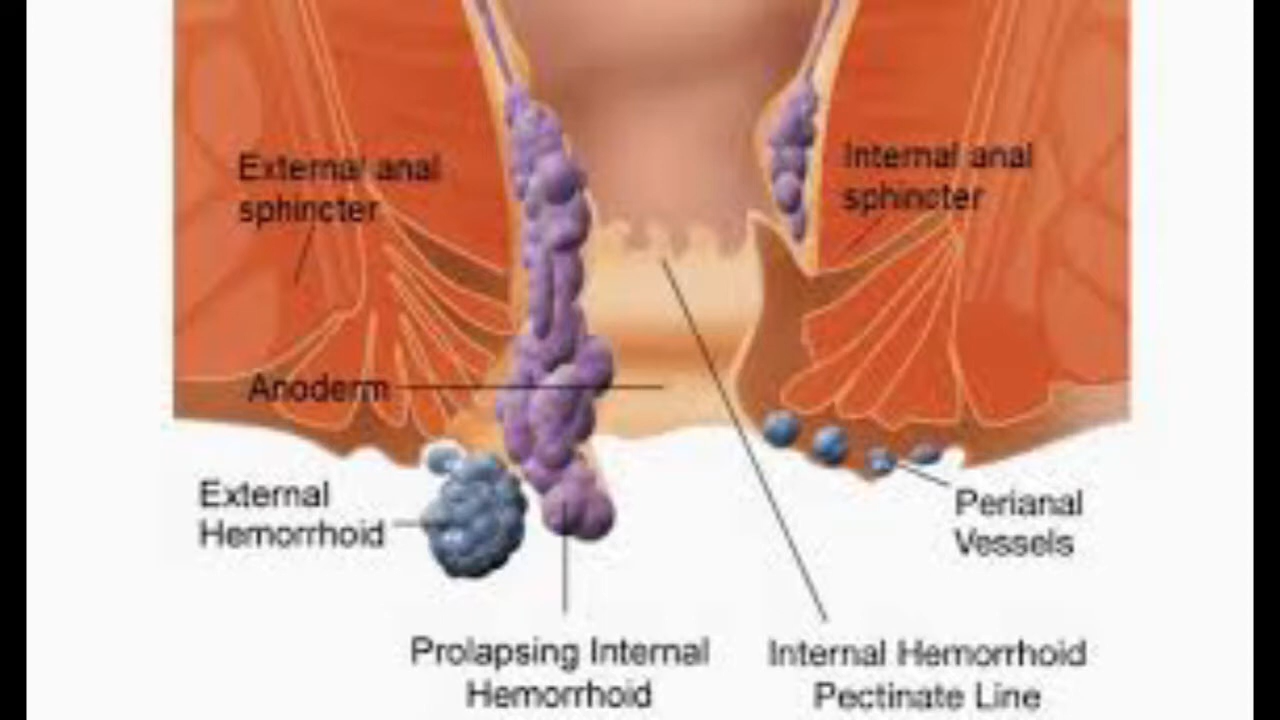 External anal
sphincter
Internal anal
sphincter
Anoderm
External
Hemorrhoid
Perianal
Vessels
Prolapsing Internal
Hemorrhoid
Internal Hemorrhoid
Pectinate Line